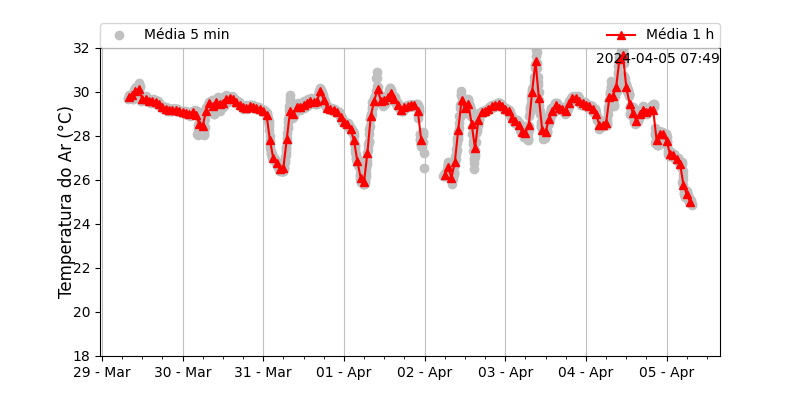 Média 5 min
Média 1 h
2024-04-05 07:49
Temperatura do Ar (°C)
32
30
28
26
24
22
20
18
29 - Mar
30 - Mar
31 - Mar
01 - Apr
02 - Apr
03 - Apr
04 - Apr
05 - Apr